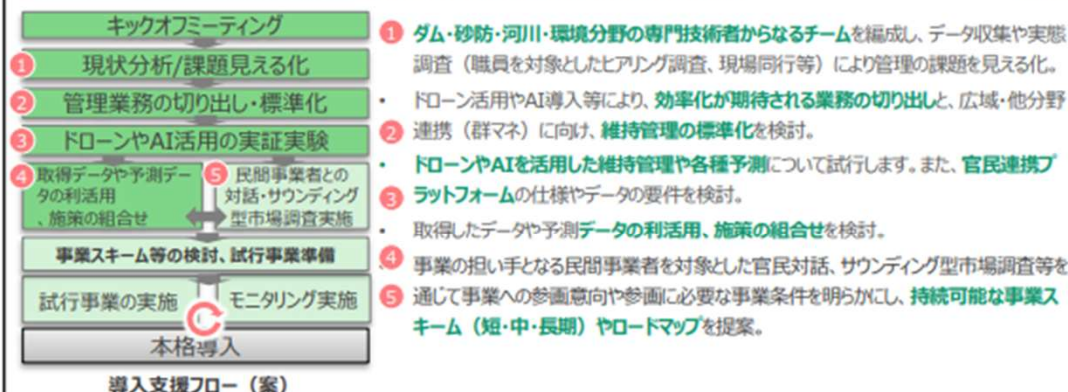 キックオフミーティング
1 現状分析/課題見える化
2 管理業務の切り出し・標準化
3 ドローンやAI活用の実証実験
4 取得データや予測デー
タの利活用
、施策の組合せ
5 民間事業者との
対話・サウンディング
型市場調査実施
事業スキーム等の検討、試行事業準備
試行事業の実施
モニタリング実施
本格導入
導入支援フロー(案)
1 ダム・砂防・河川・環境分野の専門技術者からなるチームを編成し、データ収集や実態
調査(職員を対象としたヒアリング調査、現場同行等)により管理の課題を見える化。
・ ドローン活用やAI導入等により、効率化が期待される業務の切り出しと、広域・他分野
2 連携(群マネ)に向け、維持管理の標準化を検討。
・ ドローンやAIを活用した維持管理や各種予測について試行します。また、官民連携プ
3 ラットフォームの仕様やデータの要件を検討。
・ 取得したデータや予測データの利活用、施策の組合せを検討。
4 事業の担い手となる民間事業者を対象とした官民対話、サウンディング型市場調査等を
5 通じて事業への参画意向や参画に必要な事業条件を明らかにし、持続可能な事業ス
キーム(短・中・長期)やロードマップを提案。